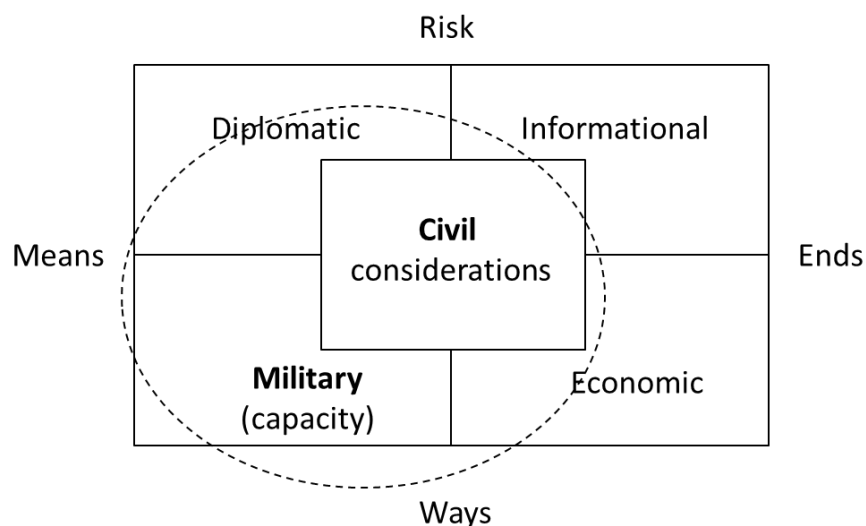 Risk
Diplomatic
Informational
Civil
considerations
Means
Ends
Military
(capacity)
Economic
Ways